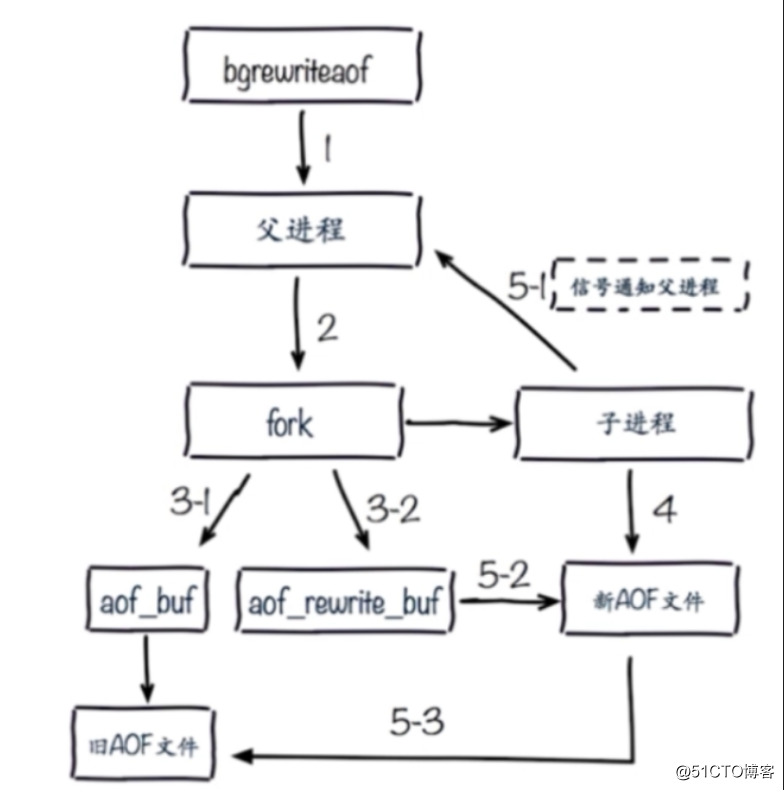 bgrewriteaof
1
父进程
5-1
信号通知父进程
2
fork
子进程
3-1
3-2
4
aof_buf
aof_rewrite_buf
5-2
新AOF文件
5-3
旧AOF文件
@51CTO博客